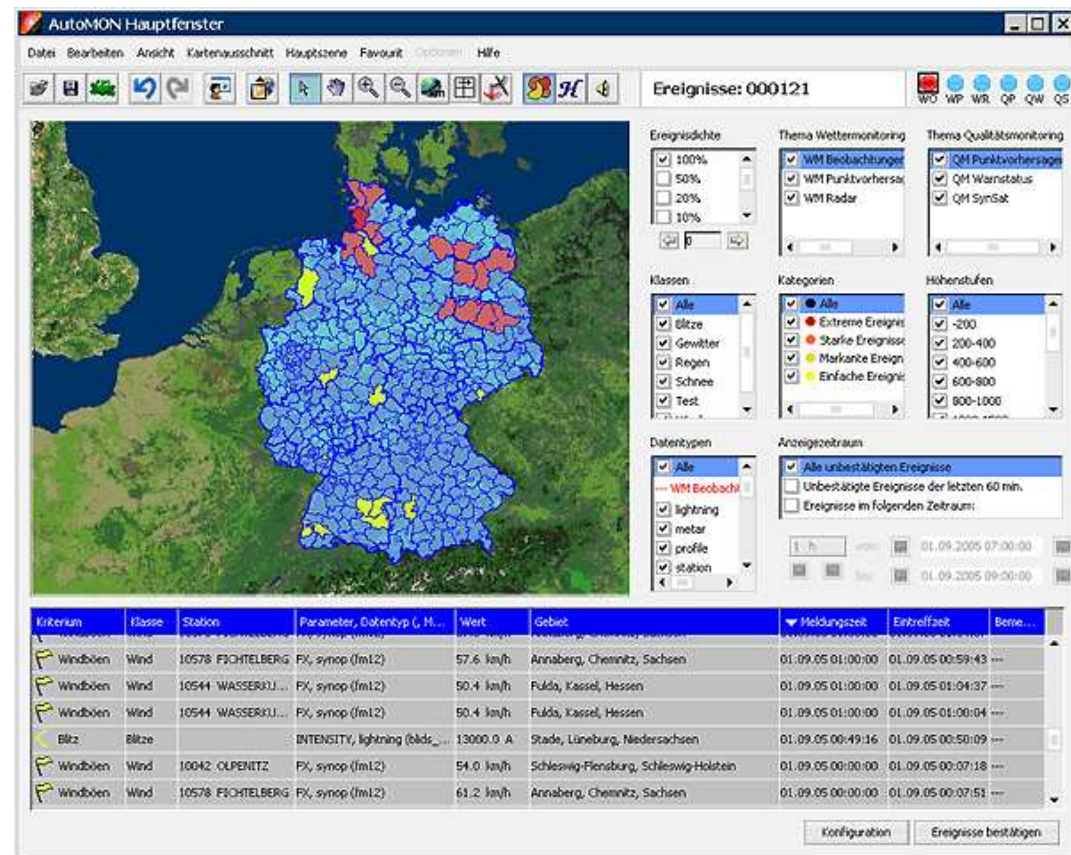 AutoMON Hauptfenster
Datei Bearbeiten Ansicht Kartenausschnitt Hauptszene Favourit Optionen Hilfe
Ereignisse: 000121
WO WP WR QP QW QS
Ereignisdichte
100%
50%
20%
10%
0
Thema Wettermonitoring
WM Beobachtungen
WM Punktvorhersag
WM Radar
Thema Qualitätsmonitoring
QM Punktvorhersagen
QM Warnstatus
QM SynSat
Klassen
Alle
Blitze
Gewitter
Regen
Schnee
Test
Kategorien
Alle
Extreme Ereignis
Starke Ereignisse
Markante Ereign
Einfache Ereignis
Höhenstufen
Alle
-200
200-400
400-600
600-800
800-1000
Datentypen
Alle
--- WM Beobacht
lightning
metar
profile
station
Anzeigezeitraum
Alle unbestätigten Ereignisse
Unbestätigte Ereignisse der letzten 60 min.
Ereignisse im folgenden Zeitraum:
1 h von: 01.09.2005 07:00:00
bis: 01.09.2005 09:00:00
Kriterium Klasse Station Parameter, Datentyp (, M... Wert Gebiet Meldungszeit Eintreffzeit Beme...
Windböen Wind 10578 FICHTELBERG FX, synop (fm12) 57.6 km/h Annaberg, Chemnitz, Sachsen 01.09.05 01:00:00 01.09.05 00:59:43 ---
Windböen Wind 10544 WASSERKU... FX, synop (fm12) 50.4 km/h Fulda, Kassel, Hessen 01.09.05 01:00:00 01.09.05 01:04:37 ---
Windböen Wind 10544 WASSERKU... FX, synop (fm12) 50.4 km/h Fulda, Kassel, Hessen 01.09.05 01:00:00 01.09.05 01:00:04 ---
Blitz Blitze INTENSITY, lightning (blids_... 13000.0 A Stade, Lüneburg, Niedersachsen 01.09.05 00:49:16 01.09.05 00:50:09 ---
Windböen Wind 10042 OLPENITZ FX, synop (fm12) 54.0 km/h Schleswig-Flensburg, Schleswig-Holstein 01.09.05 00:00:00 01.09.05 00:07:18 ---
Windböen Wind 10578 FICHTELBERG FX, synop (fm12) 61.2 km/h Annaberg, Chemnitz, Sachsen 01.09.05 00:00:00 01.09.05 00:07:51 ---
Konfiguration Ereignisse bestätigen